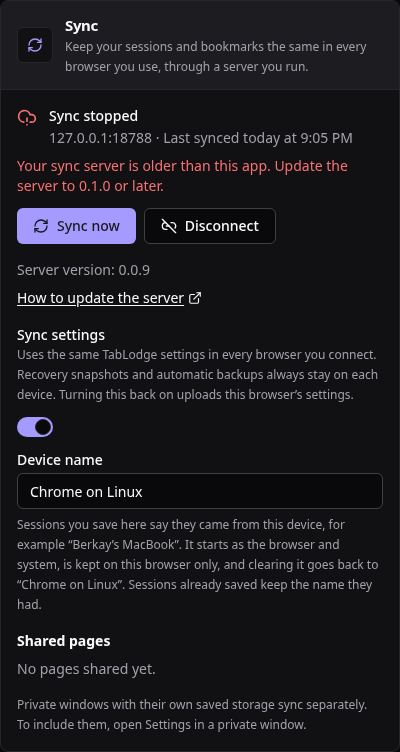 Sync
Keep your sessions and bookmarks the same in every
browser you use, through a server you run.
Sync stopped
127.0.0.1:18788 · Last synced today at 9:05 PM
Your sync server is older than this app. Update the
server to 0.1.0 or later.
Sync now
Disconnect
Server version: 0.0.9
How to update the server
Sync settings
Uses the same TabLodge settings in every browser you connect.
Recovery snapshots and automatic backups always stay on each
device. Turning this back on uploads this browser’s settings.
Device name
Chrome on Linux
Sessions you save here say they came from this device, for
example “Berkay’s MacBook”. It starts as the browser and
system, is kept on this browser only, and clearing it goes back to
“Chrome on Linux”. Sessions already saved keep the name they
had.
Shared pages
No pages shared yet.
Private windows with their own saved storage sync separately.
To include them, open Settings in a private window.